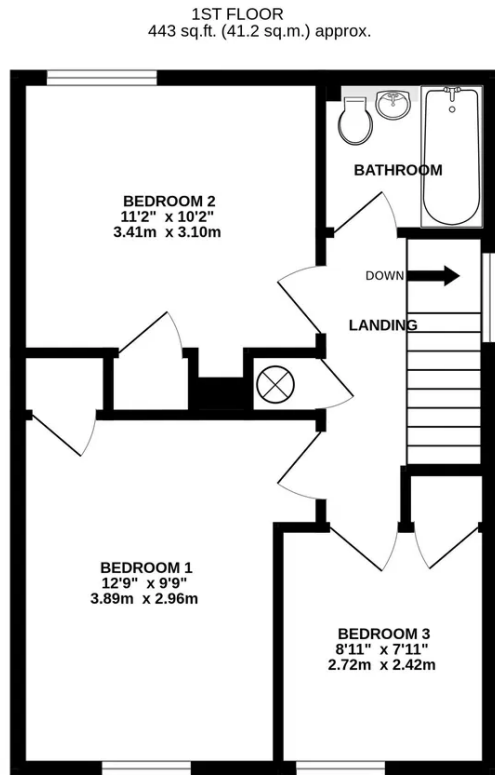 1ST FLOOR
443 sq.ft. (41.2 sq.m.) approx.
BATHROOM
BEDROOM 2
11'2" x 10'2"
3.41m x 3.10m
DOWN
LANDING
BEDROOM 1
12'9" x 9'9"
3.89m x 2.96m
BEDROOM 3
8'11" x 7'11"
2.72m x 2.42m